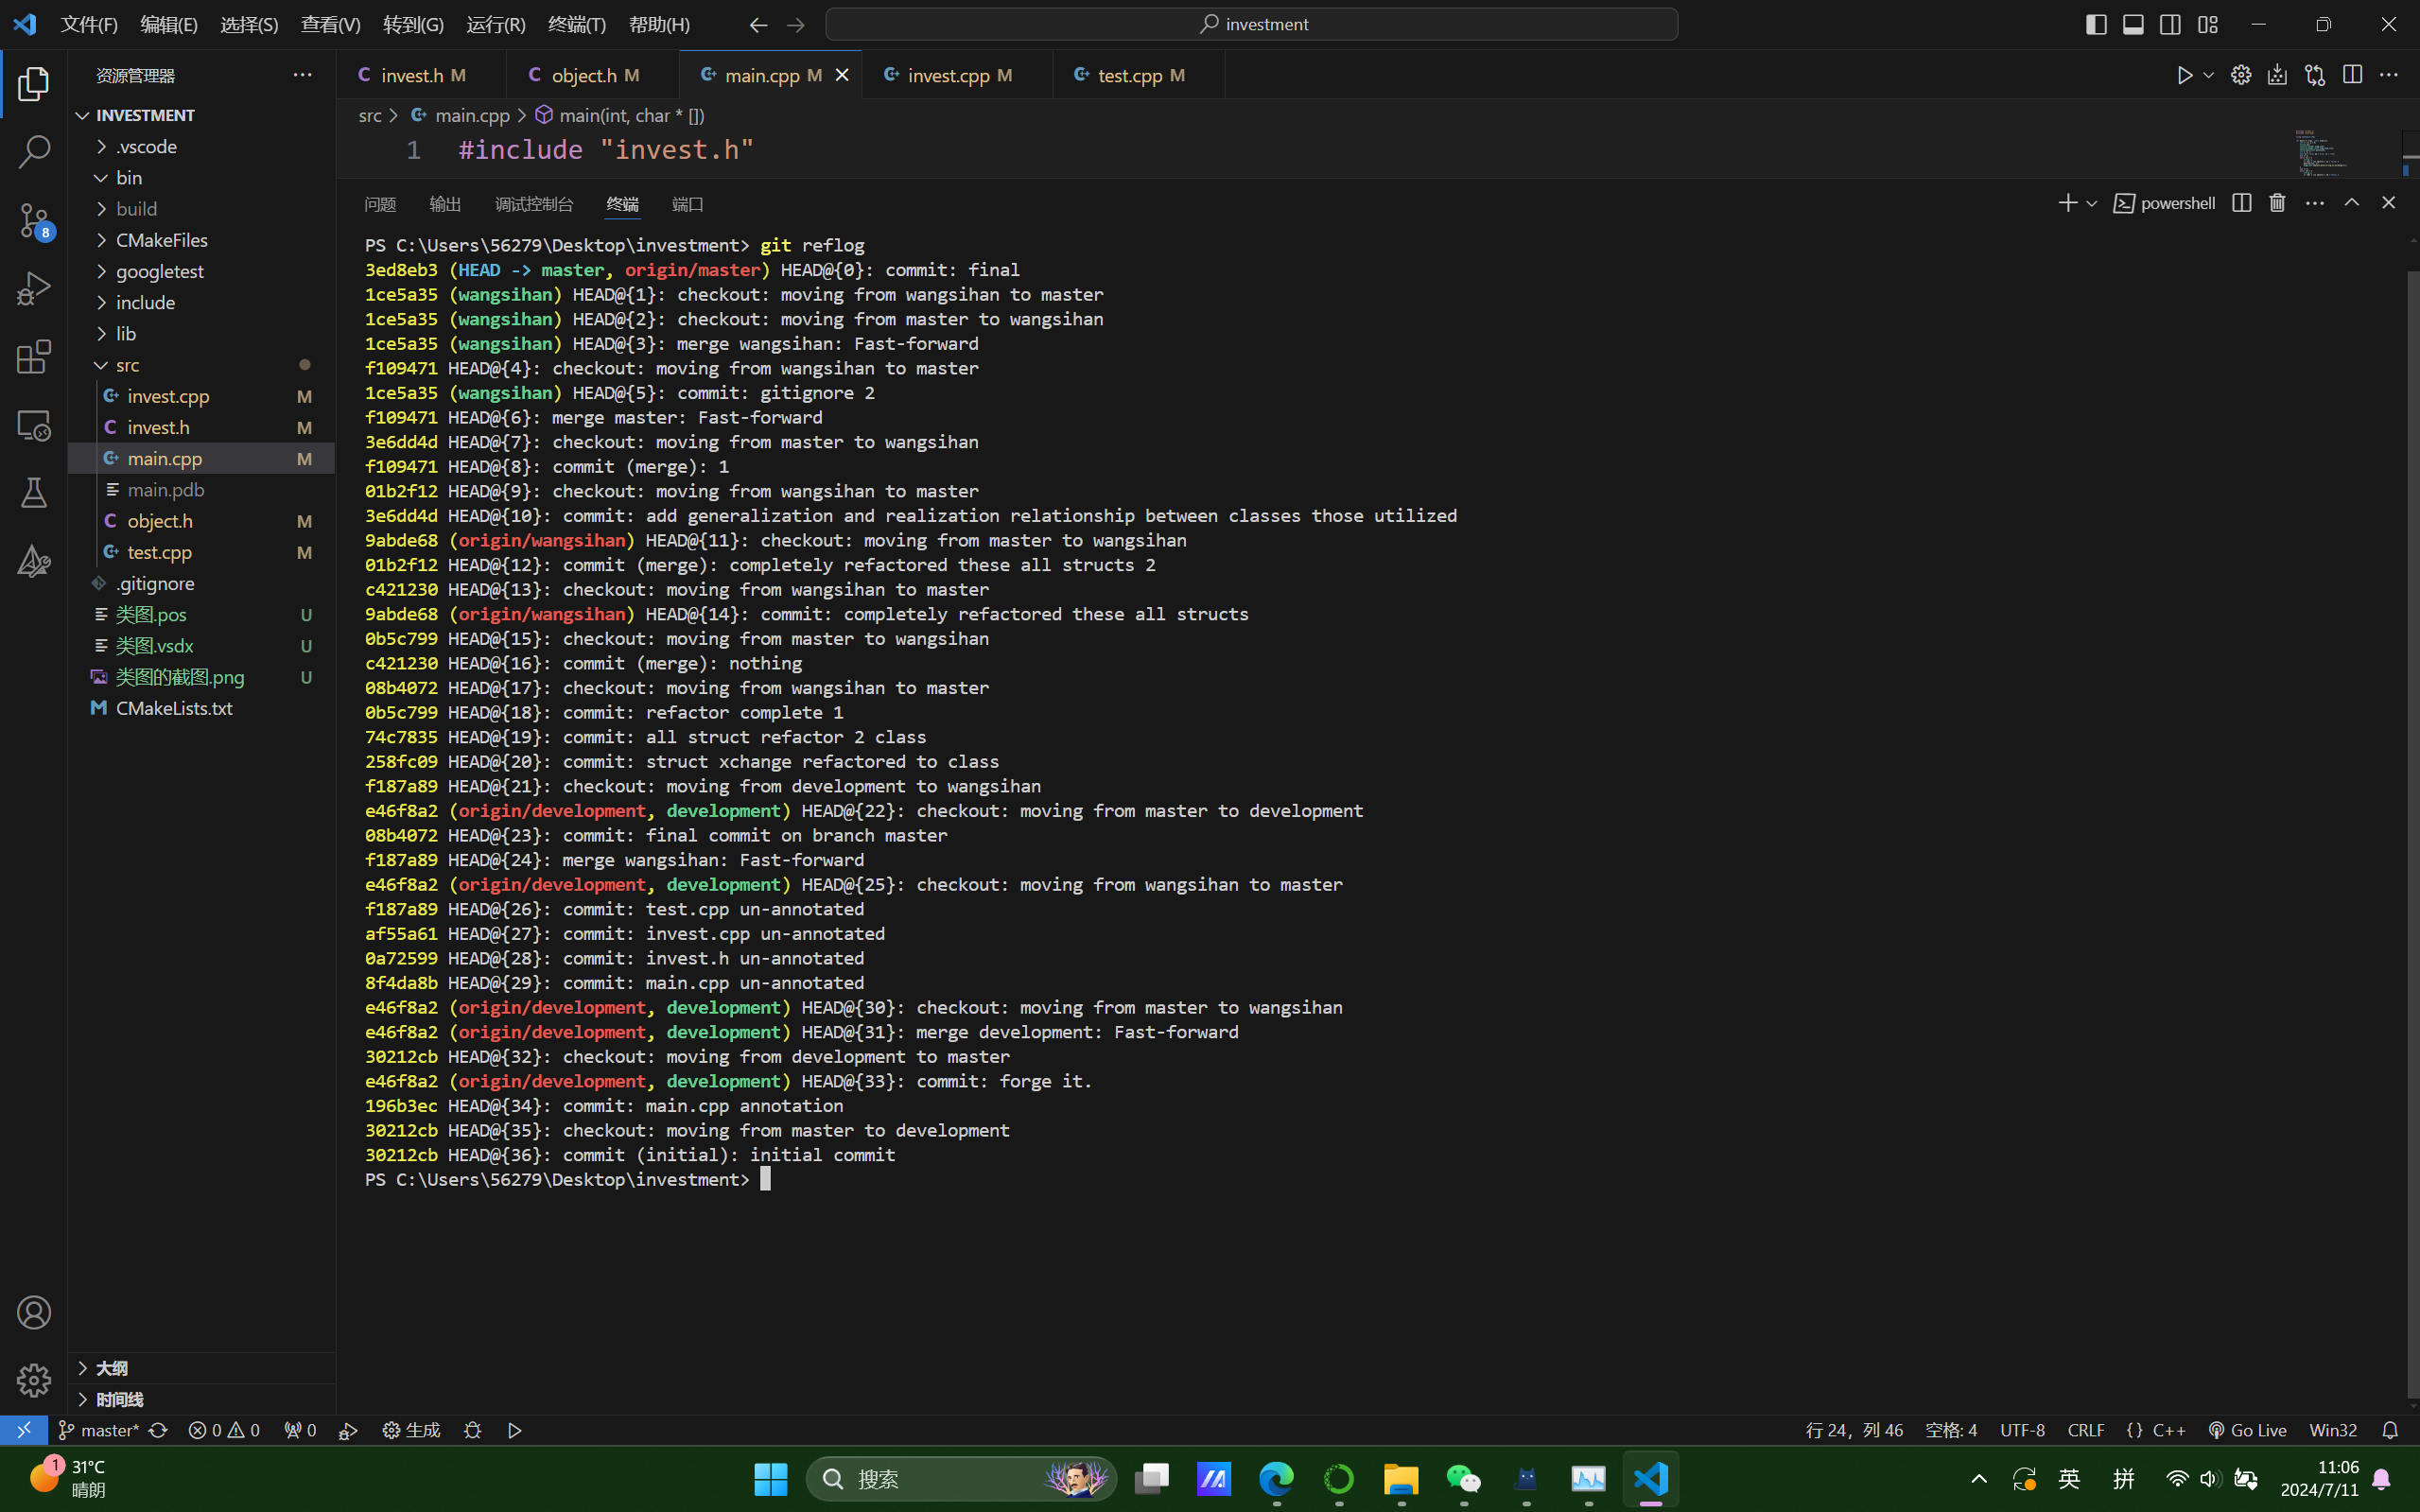 文件(F) 编辑(E) 选择(S) 查看(V) 转到(G) 运行(R) 终端(T) 帮助(H) investment
资源管理器
invest.h M object.h M main.cpp M invest.cpp M test.cpp M
INVESTMENT
.vscode
bin
build
CMakeFiles
googletest
include
lib
src
invest.cpp M
invest.h M
main.cpp M
main.pdb
object.h M
test.cpp M
.gitignore
类图.pos U
类图.vsdx U
类图的截图.png U
CMakeLists.txt
大纲
时间线
8
src > main.cpp > main(int, char * [])
1 #include "invest.h"
问题 输出 调试控制台 终端 端口 powershell
PS C:\Users\56279\Desktop\investment> git reflog
3ed8eb3 (HEAD -> master, origin/master) HEAD@{0}: commit: final
1ce5a35 (wangsihan) HEAD@{1}: checkout: moving from wangsihan to master
1ce5a35 (wangsihan) HEAD@{2}: checkout: moving from master to wangsihan
1ce5a35 (wangsihan) HEAD@{3}: merge wangsihan: Fast-forward
f109471 HEAD@{4}: checkout: moving from wangsihan to master
1ce5a35 (wangsihan) HEAD@{5}: commit: gitignore 2
f109471 HEAD@{6}: merge master: Fast-forward
3e6dd4d HEAD@{7}: checkout: moving from master to wangsihan
f109471 HEAD@{8}: commit (merge): 1
01b2f12 HEAD@{9}: checkout: moving from wangsihan to master
3e6dd4d HEAD@{10}: commit: add generalization and realization relationship between classes those utilized
9abde68 (origin/wangsihan) HEAD@{11}: checkout: moving from master to wangsihan
01b2f12 HEAD@{12}: commit (merge): completely refactored these all structs 2
c421230 HEAD@{13}: checkout: moving from wangsihan to master
9abde68 (origin/wangsihan) HEAD@{14}: commit: completely refactored these all structs
0b5c799 HEAD@{15}: checkout: moving from master to wangsihan
c421230 HEAD@{16}: commit (merge): nothing
08b4072 HEAD@{17}: checkout: moving from wangsihan to master
0b5c799 HEAD@{18}: commit: refactor complete 1
74c7835 HEAD@{19}: commit: all struct refactor 2 class
258fc09 HEAD@{20}: commit: struct xchange refactored to class
f187a89 HEAD@{21}: checkout: moving from development to wangsihan
e46f8a2 (origin/development, development) HEAD@{22}: checkout: moving from master to development
08b4072 HEAD@{23}: commit: final commit on branch master
f187a89 HEAD@{24}: merge wangsihan: Fast-forward
e46f8a2 (origin/development, development) HEAD@{25}: checkout: moving from wangsihan to master
f187a89 HEAD@{26}: commit: test.cpp un-annotated
af55a61 HEAD@{27}: commit: invest.cpp un-annotated
0a72599 HEAD@{28}: commit: invest.h un-annotated
8f4da8b HEAD@{29}: commit: main.cpp un-annotated
e46f8a2 (origin/development, development) HEAD@{30}: checkout: moving from master to wangsihan
e46f8a2 (origin/development, development) HEAD@{31}: merge development: Fast-forward
30212cb HEAD@{32}: checkout: moving from development to master
e46f8a2 (origin/development, development) HEAD@{33}: commit: forge it.
196b3ec HEAD@{34}: commit: main.cpp annotation
30212cb HEAD@{35}: checkout: moving from master to development
30212cb HEAD@{36}: commit (initial): initial commit
PS C:\Users\56279\Desktop\investment>
master* 0 0 0 生成 行 24，列 46 空格: 4 UTF-8 CRLF {} C++ Go Live Win32
1 31°C
晴朗
搜索
英 拼
11:06
2024/7/11